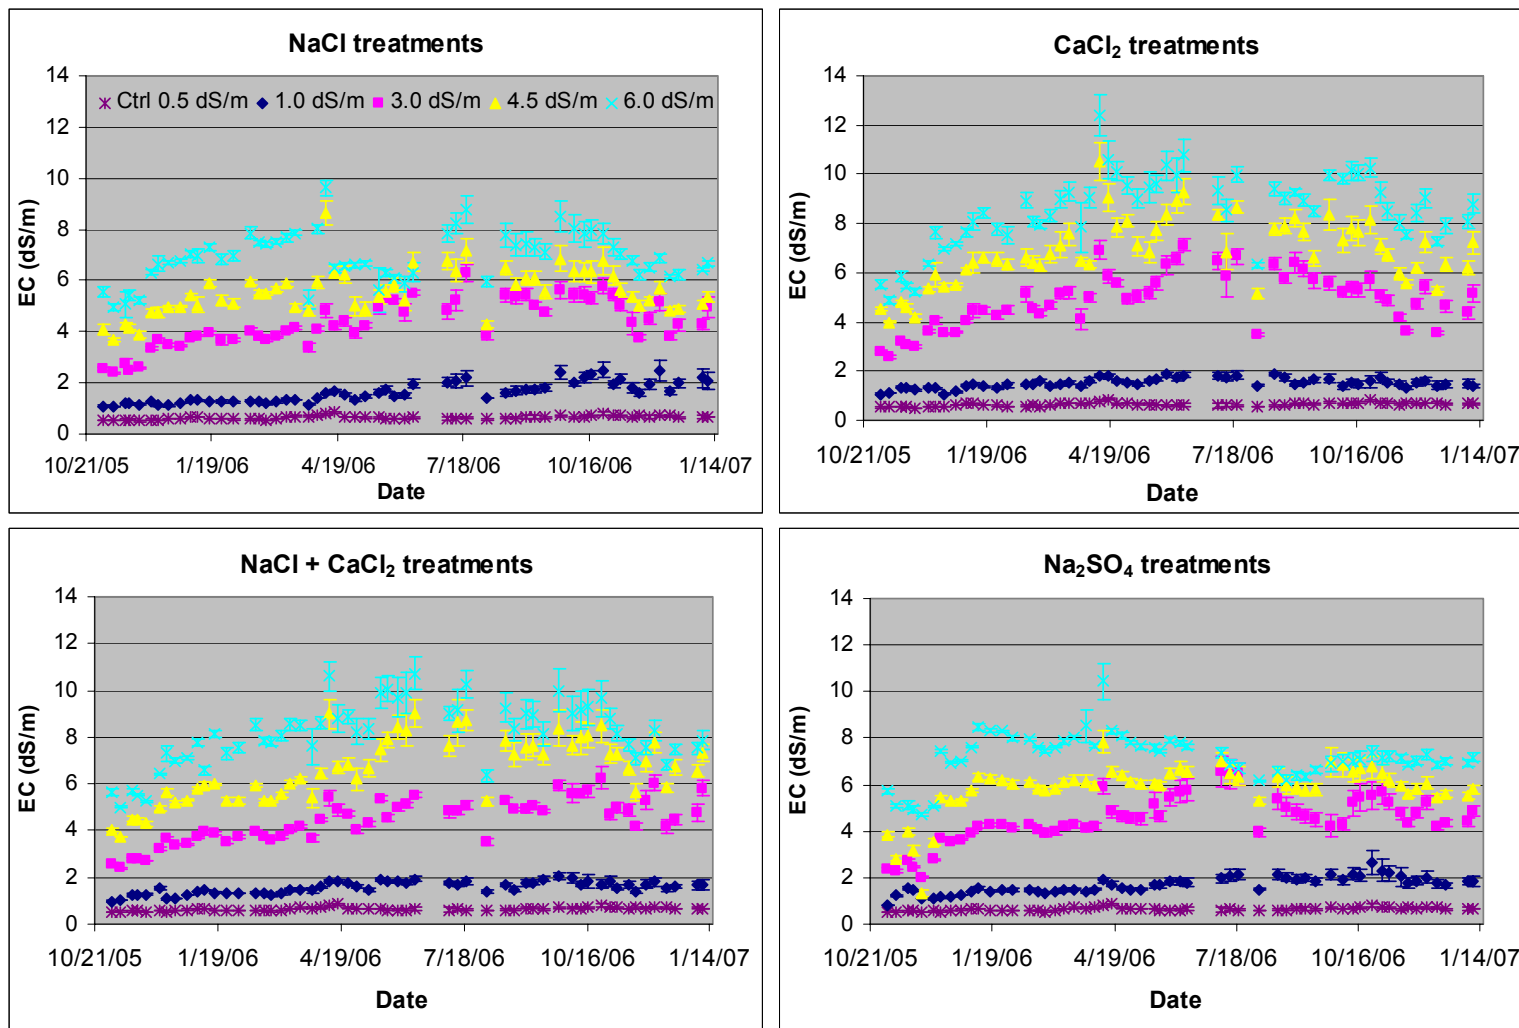 NaCl treatments
14
12
10
8
6
4
2
0
EC (dS/m)
Ctrl 0.5 dS/m 1.0 dS/m 3.0 dS/m 4.5 dS/m 6.0 dS/m
10/21/05 1/19/06 4/19/06 7/18/06 10/16/06 1/14/07
Date
CaCl₂ treatments
14
12
10
8
6
4
2
0
EC (dS/m)
10/21/05 1/19/06 4/19/06 7/18/06 10/16/06 1/14/07
Date
NaCl + CaCl₂ treatments
14
12
10
8
6
4
2
0
EC (dS/m)
10/21/05 1/19/06 4/19/06 7/18/06 10/16/06 1/14/07
Date
Na₂SO₄ treatments
14
12
10
8
6
4
2
0
EC (dS/m)
10/21/05 1/19/06 4/19/06 7/18/06 10/16/06 1/14/07
Date